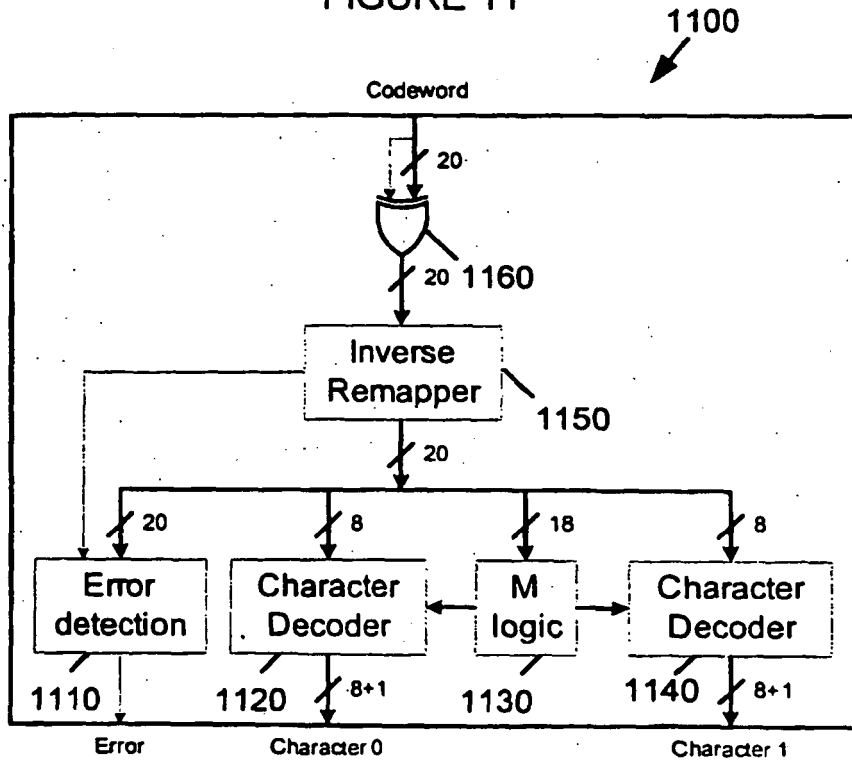 FIGURE 11
1100
Codeword
20
20 1160
Inverse
Remapper
1150
20
20 8 18 8
Error
detection
Character
Decoder
M
logic
Character
Decoder
1110 1120 8+1 1130 1140 8+1
Error Character 0 Character 1